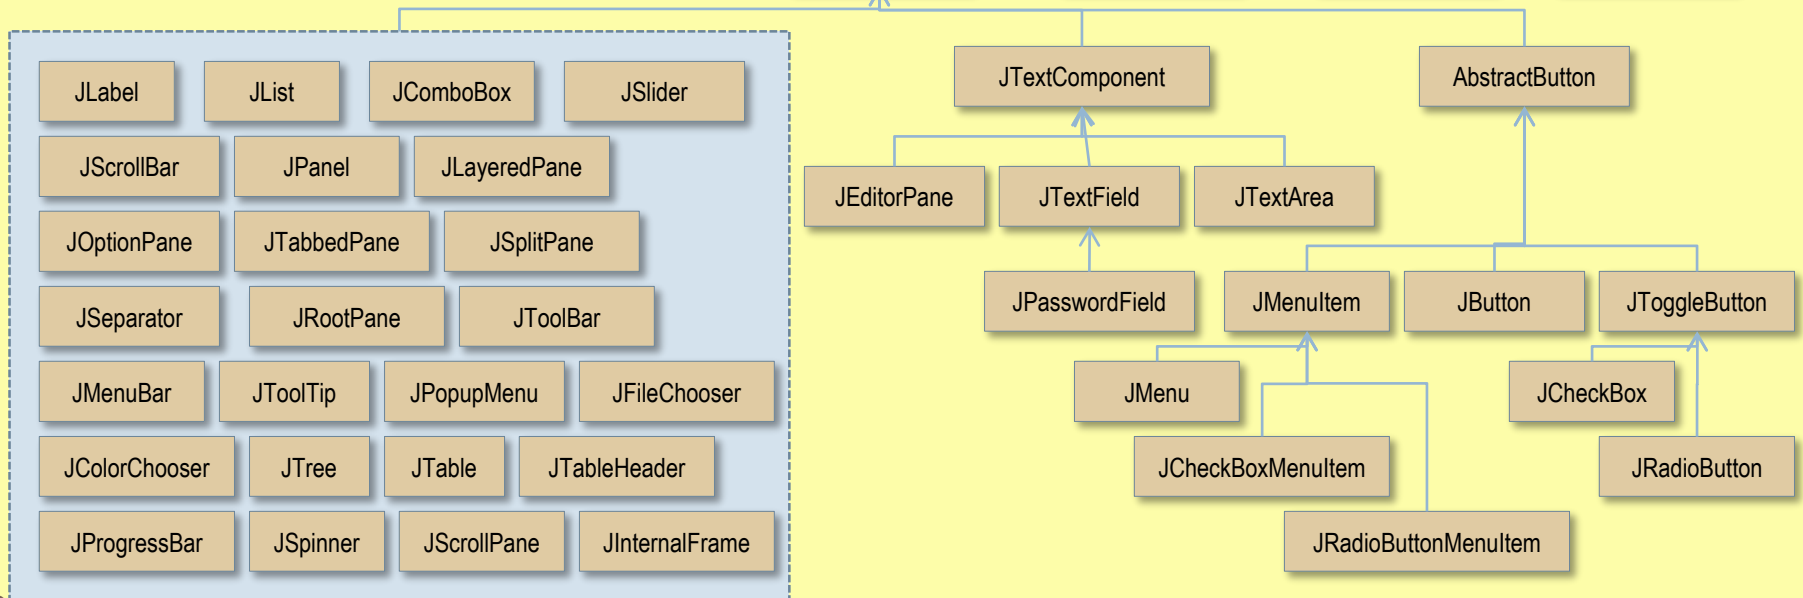 JLabel
JList
JComboBox
JSlider
JTextComponent
AbstractButton
JScrollBar
JPanel
JLayeredPane
JEditorPane
JTextField
JTextArea
JOptionPane
JTabbedPane
JSplitPane
JSeparator
JRootPane
JToolBar
JPasswordField
JMenuItem
JButton
JToggleButton
JMenuBar
JToolTip
JPopupMenu
JFileChooser
JMenu
JCheckBox
JColorChooser
JTree
JTable
JTableHeader
JCheckBoxMenuItem
JRadioButton
JProgressBar
JSpinner
JScrollPane
JInternalFrame
JRadioButtonMenuItem